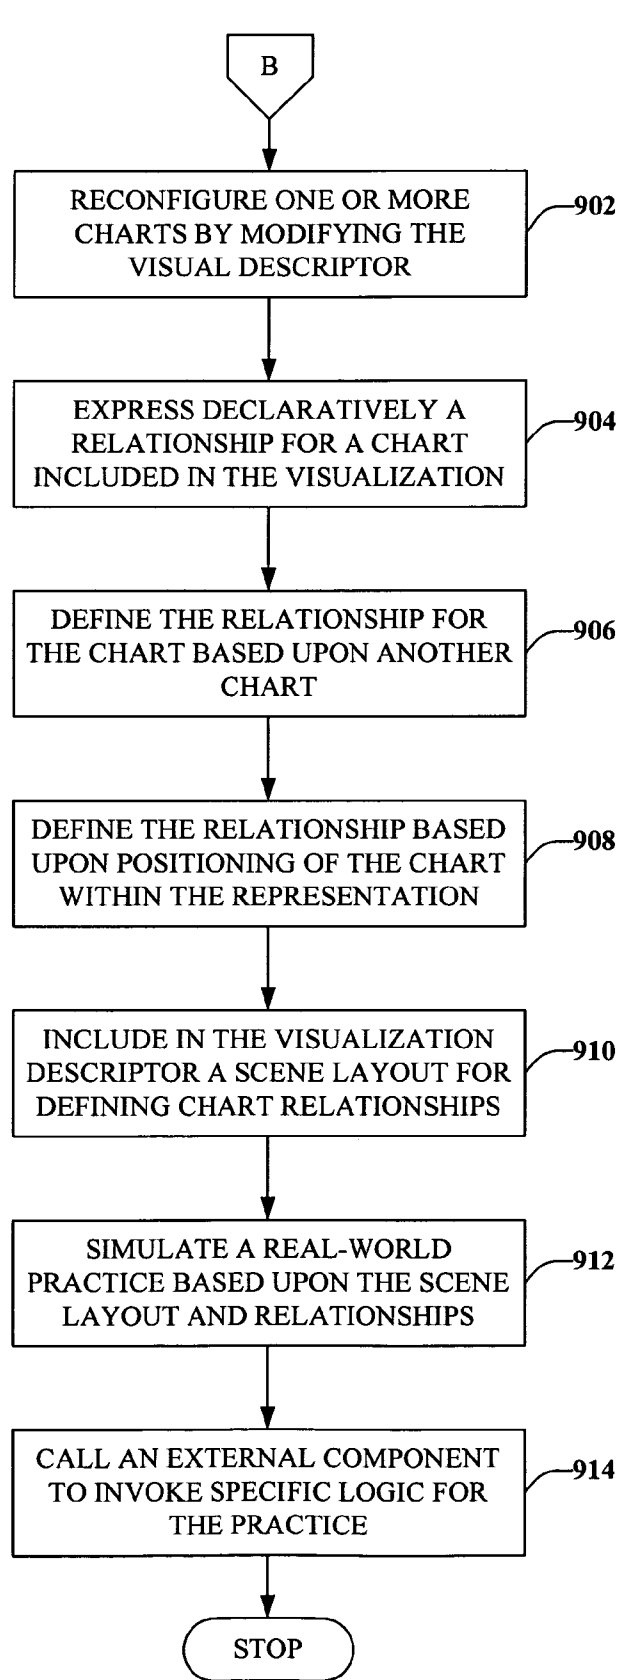 B
RECONFIGURE ONE OR MORE
CHARTS BY MODIFYING THE
VISUAL DESCRIPTOR
902
EXPRESS DECLARATIVELY A
RELATIONSHIP FOR A CHART
INCLUDED IN THE VISUALIZATION
904
DEFINE THE RELATIONSHIP FOR
THE CHART BASED UPON ANOTHER
CHART
906
DEFINE THE RELATIONSHIP BASED
UPON POSITIONING OF THE CHART
WITHIN THE REPRESENTATION
908
INCLUDE IN THE VISUALIZATION
DESCRIPTOR A SCENE LAYOUT FOR
DEFINING CHART RELATIONSHIPS
910
SIMULATE A REAL-WORLD
PRACTICE BASED UPON THE SCENE
LAYOUT AND RELATIONSHIPS
912
CALL AN EXTERNAL COMPONENT
TO INVOKE SPECIFIC LOGIC FOR
THE PRACTICE
914
STOP